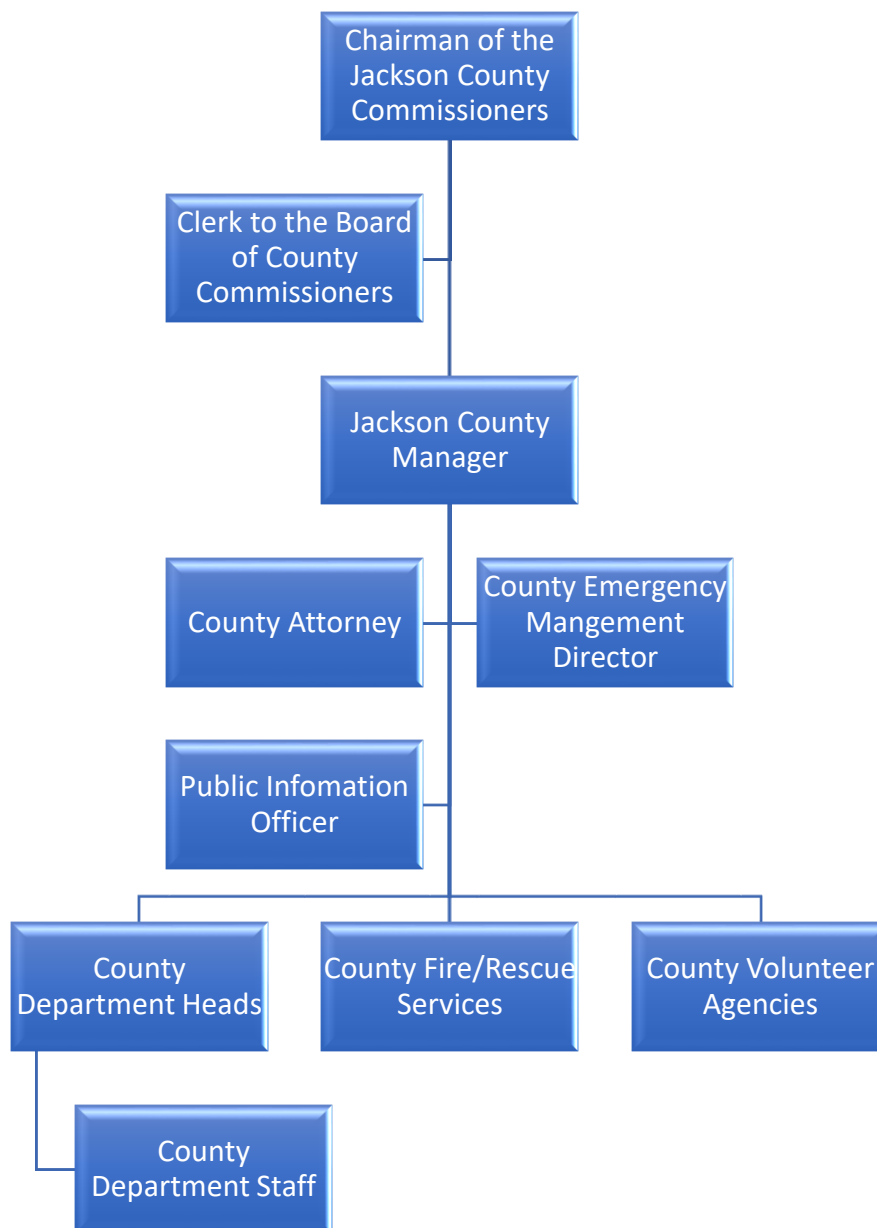 Chairman of the
Jackson County
Commissioners
Clerk to the Board
of County
Commissioners
Jackson County
Manager
County Attorney
County Emergency
Mangement
Director
Public Infomation
Officer
County
Department Heads
County Fire/Rescue
Services
County Volunteer
Agencies
County
Department Staff